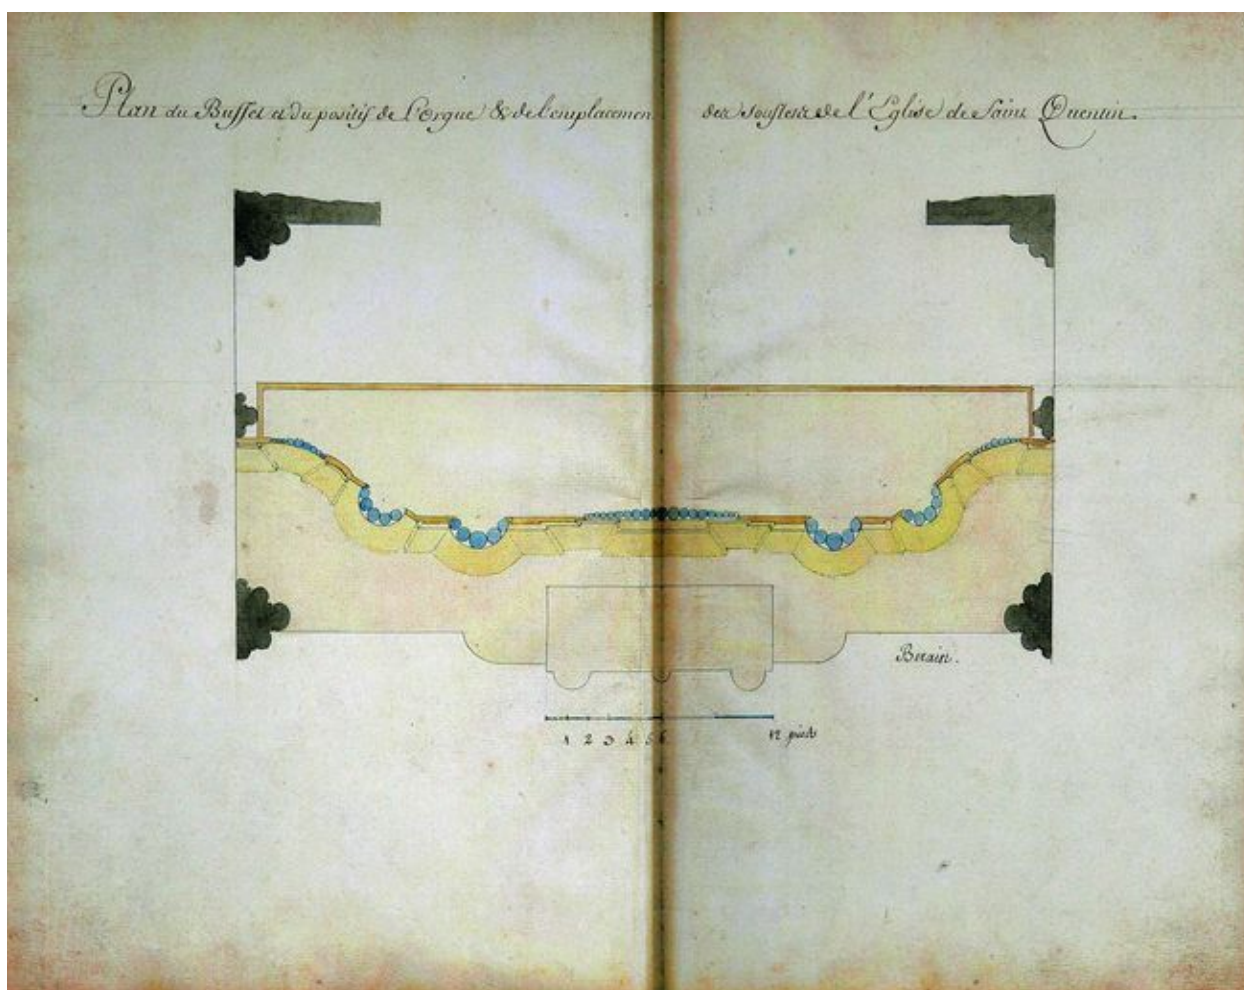 Plan du Buffet et du positif de l'Orgue & de l'emplacemen des soufletz de l'Eglise de Saint Quentin.
Berain.
1 2 3 4 5 6 12 pieds